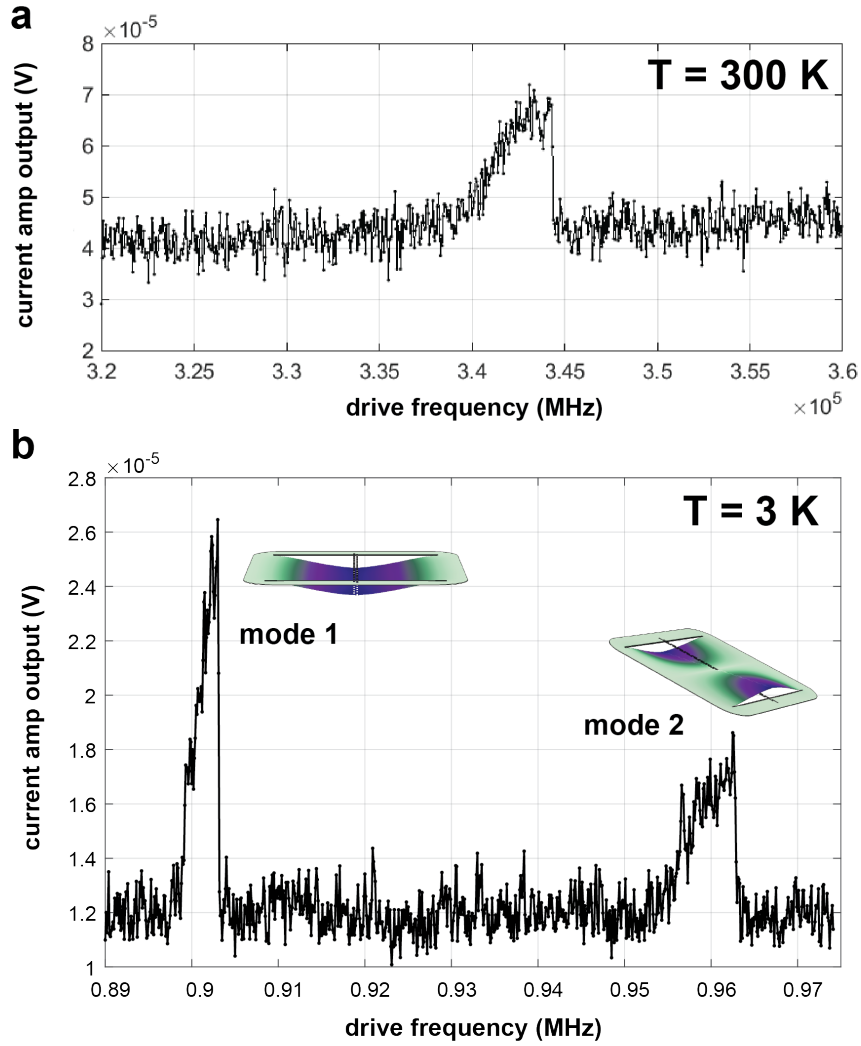 a
×10-5
T = 300 K
8
7
6
5
4
3
2
current amp output (V)
3.2 3.25 3.3 3.35 3.4 3.45 3.5 3.55 3.6
drive frequency (MHz)
×105
b
×10-5
T = 3 K
2.8
2.6
2.4
2.2
2
1.8
1.6
1.4
1.2
1
current amp output (V)
mode 1
mode 2
0.89 0.9 0.91 0.92 0.93 0.94 0.95 0.96 0.97
drive frequency (MHz)